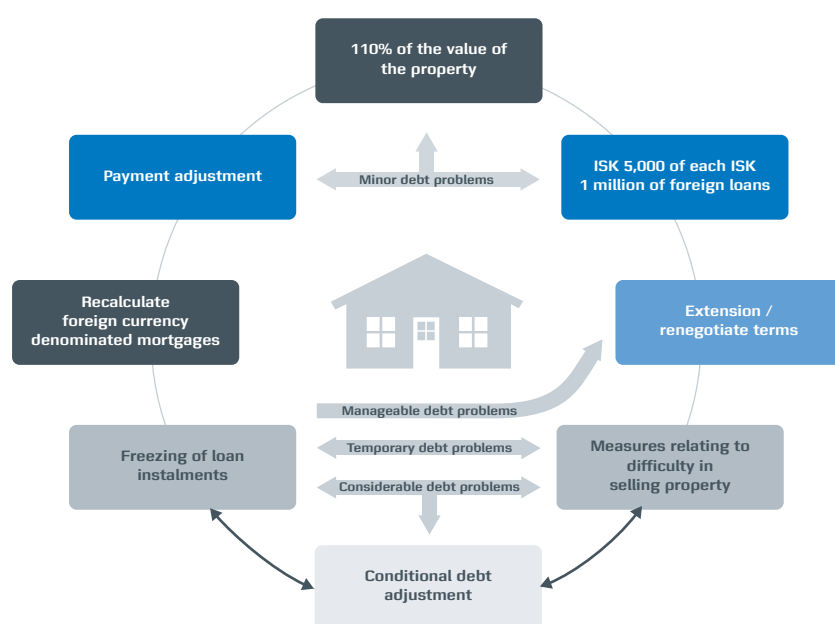 110% of the value of
the property
Payment adjustment
Minor debt problems
ISK 5,000 of each ISK
1 million of foreign loans
Recalculate
foreign currency
denominated mortgages
Extension /
renegotiate terms
Manageable debt problems
Freezing of loan
instalments
Temporary debt problems
Considerable debt problems
Measures relating to
difficulty in
selling property
Conditional debt
adjustment